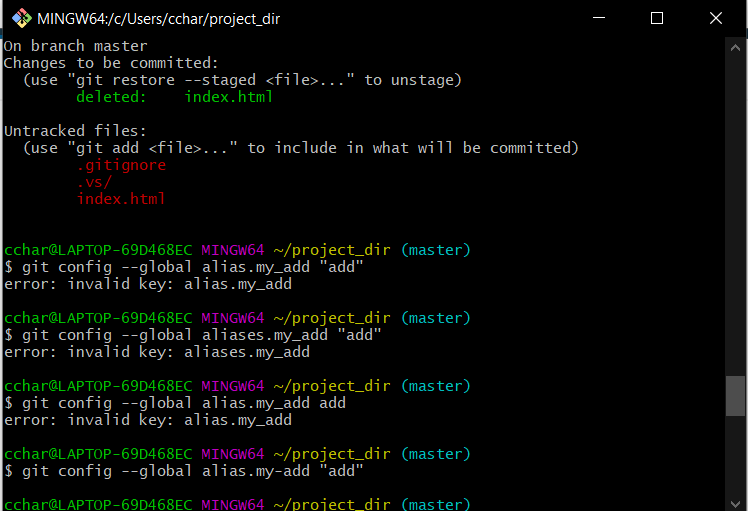 MINGW64:/c/Users/cchar/project_dir
On branch master
Changes to be committed:
  (use "git restore --staged <file>..." to unstage)
        deleted:    index.html

Untracked files:
  (use "git add <file>..." to include in what will be committed)
        .gitignore
        .vs/
        index.html

cchar@LAPTOP-69D468EC MINGW64 ~/project_dir (master)
$ git config --global alias.my_add "add"
error: invalid key: alias.my_add

cchar@LAPTOP-69D468EC MINGW64 ~/project_dir (master)
$ git config --global aliases.my_add "add"
error: invalid key: aliases.my_add

cchar@LAPTOP-69D468EC MINGW64 ~/project_dir (master)
$ git config --global alias.my_add add
error: invalid key: alias.my_add

cchar@LAPTOP-69D468EC MINGW64 ~/project_dir (master)
$ git config --global alias.my-add "add"

cchar@LAPTOP-69D468EC MINGW64 ~/project_dir (master)